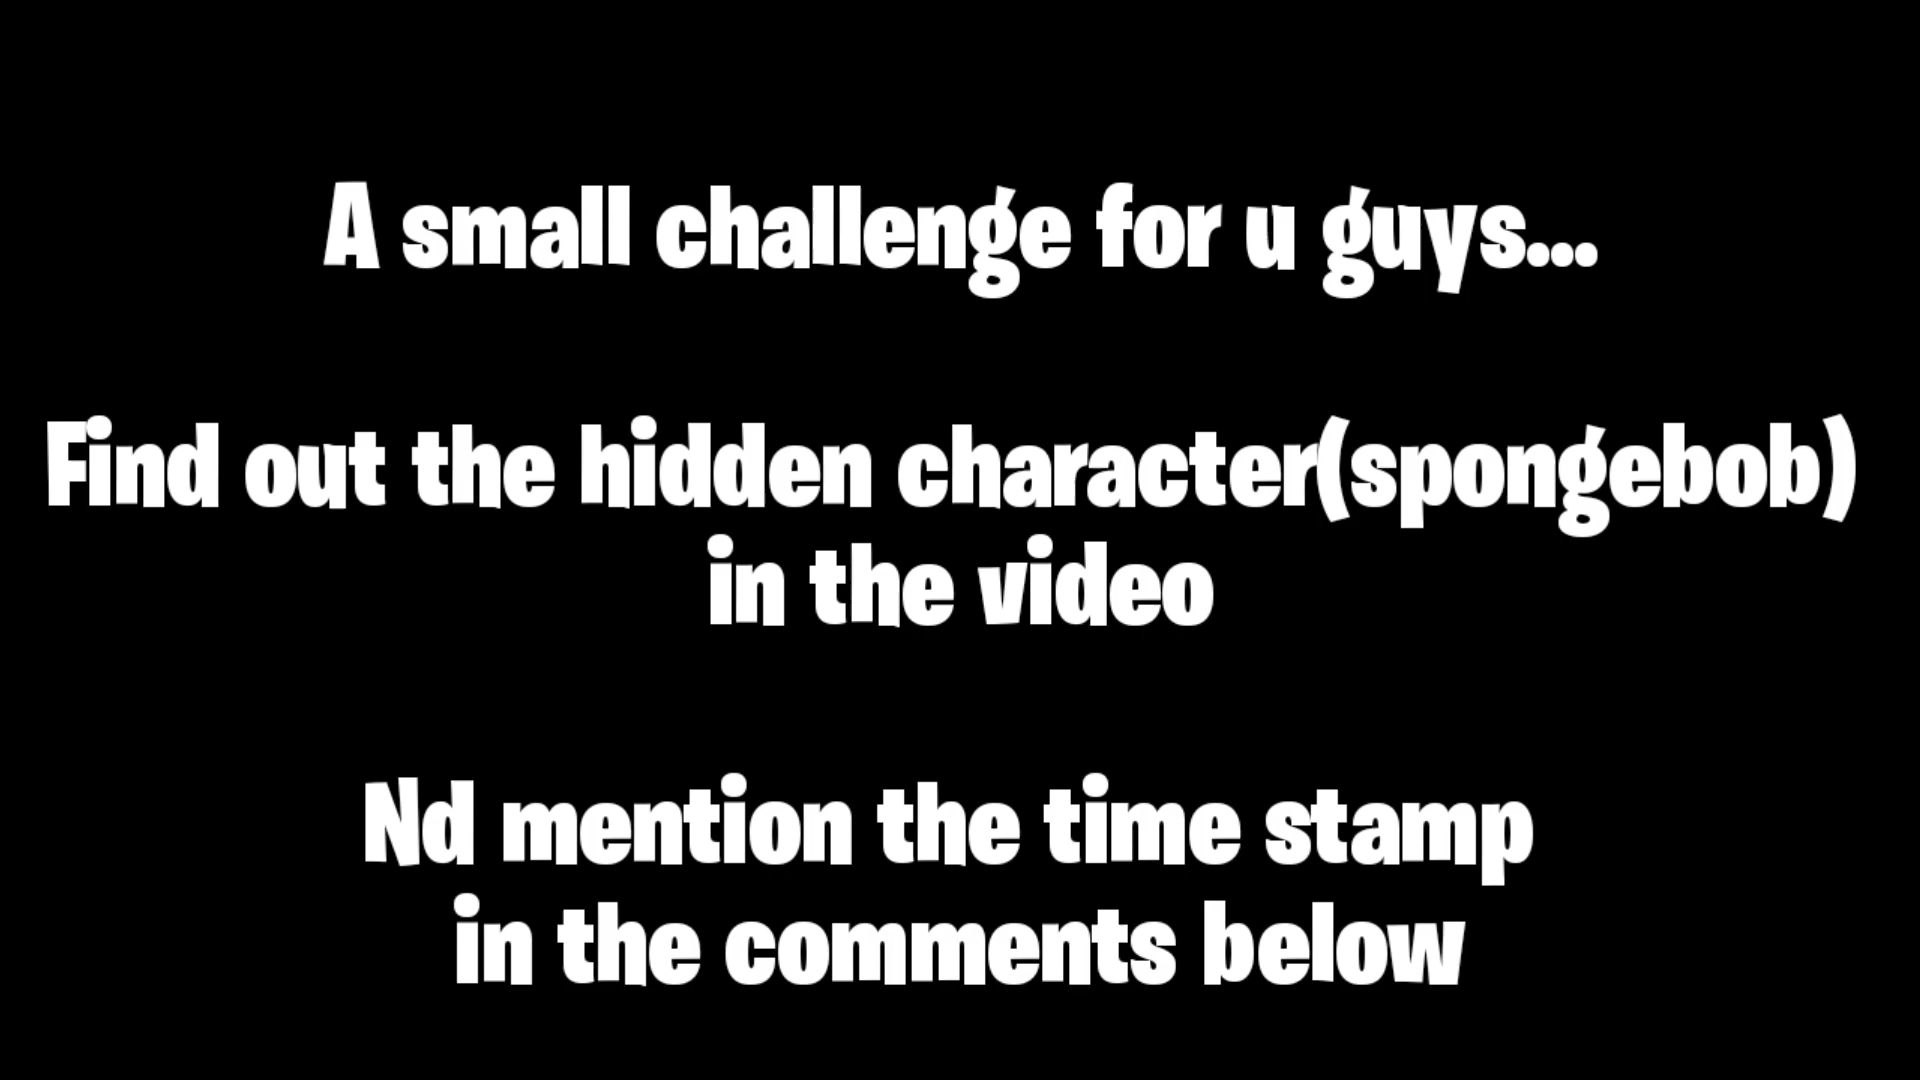 A small challenge for u guys...
Find out the hidden character(spongebob)
in the video
Nd mention the time stamp
in the comments below